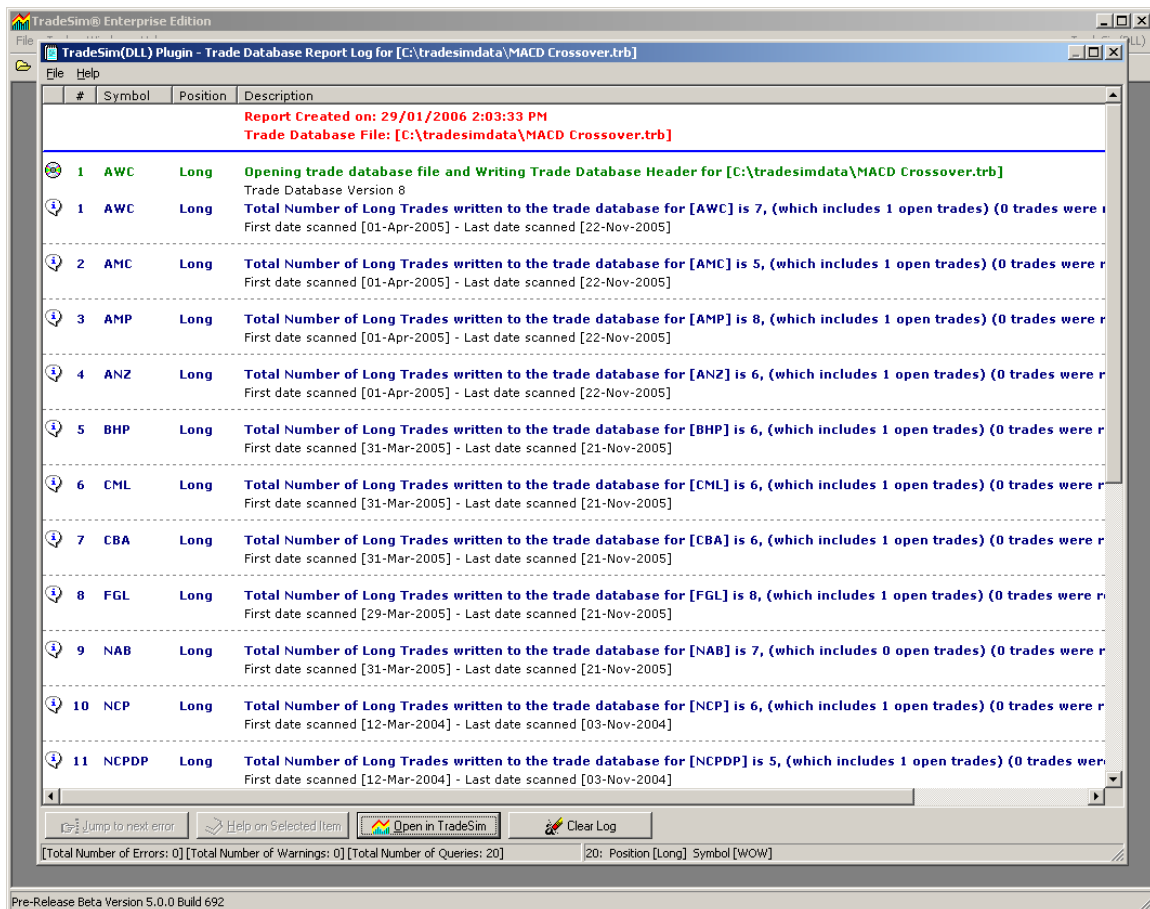 TradeSim® Enterprise Edition
File
TradeSim(DLL) Plugin - Trade Database Report Log for [C:\tradesimdata\MACD Crossover.trb]
File Help
# Symbol Position Description
Report Created on: 29/01/2006 2:03:33 PM
Trade Database File: [C:\tradesimdata\MACD Crossover.trb]
1 AWC Long Opening trade database file and Writing Trade Database Header for [C:\tradesimdata\MACD Crossover.trb]
Trade Database Version 8
1 AWC Long Total Number of Long Trades written to the trade database for [AWC] is 7, (which includes 1 open trades) (0 trades were
First date scanned [01-Apr-2005] - Last date scanned [22-Nov-2005]
2 AMC Long Total Number of Long Trades written to the trade database for [AMC] is 5, (which includes 1 open trades) (0 trades were r
First date scanned [01-Apr-2005] - Last date scanned [22-Nov-2005]
3 AMP Long Total Number of Long Trades written to the trade database for [AMP] is 8, (which includes 1 open trades) (0 trades were r
First date scanned [01-Apr-2005] - Last date scanned [22-Nov-2005]
4 ANZ Long Total Number of Long Trades written to the trade database for [ANZ] is 6, (which includes 1 open trades) (0 trades were r
First date scanned [01-Apr-2005] - Last date scanned [22-Nov-2005]
5 BHP Long Total Number of Long Trades written to the trade database for [BHP] is 6, (which includes 1 open trades) (0 trades were r
First date scanned [31-Mar-2005] - Last date scanned [21-Nov-2005]
6 CML Long Total Number of Long Trades written to the trade database for [CML] is 6, (which includes 1 open trades) (0 trades were r
First date scanned [31-Mar-2005] - Last date scanned [21-Nov-2005]
7 CBA Long Total Number of Long Trades written to the trade database for [CBA] is 6, (which includes 1 open trades) (0 trades were r
First date scanned [31-Mar-2005] - Last date scanned [21-Nov-2005]
8 FGL Long Total Number of Long Trades written to the trade database for [FGL] is 8, (which includes 1 open trades) (0 trades were r
First date scanned [29-Mar-2005] - Last date scanned [21-Nov-2005]
9 NAB Long Total Number of Long Trades written to the trade database for [NAB] is 7, (which includes 0 open trades) (0 trades were r
First date scanned [31-Mar-2005] - Last date scanned [21-Nov-2005]
10 NCP Long Total Number of Long Trades written to the trade database for [NCP] is 6, (which includes 1 open trades) (0 trades were r
First date scanned [12-Mar-2004] - Last date scanned [03-Nov-2004]
11 NCPDP Long Total Number of Long Trades written to the trade database for [NCPDP] is 5, (which includes 1 open trades) (0 trades were
First date scanned [12-Mar-2004] - Last date scanned [03-Nov-2004]
Jump to next error Help on Selected Item Open in TradeSim Clear Log
[Total Number of Errors: 0] [Total Number of Warnings: 0] [Total Number of Queries: 20] 20: Position [Long] Symbol [WOW]
Pre-Release Beta Version 5.0.0 Build 692